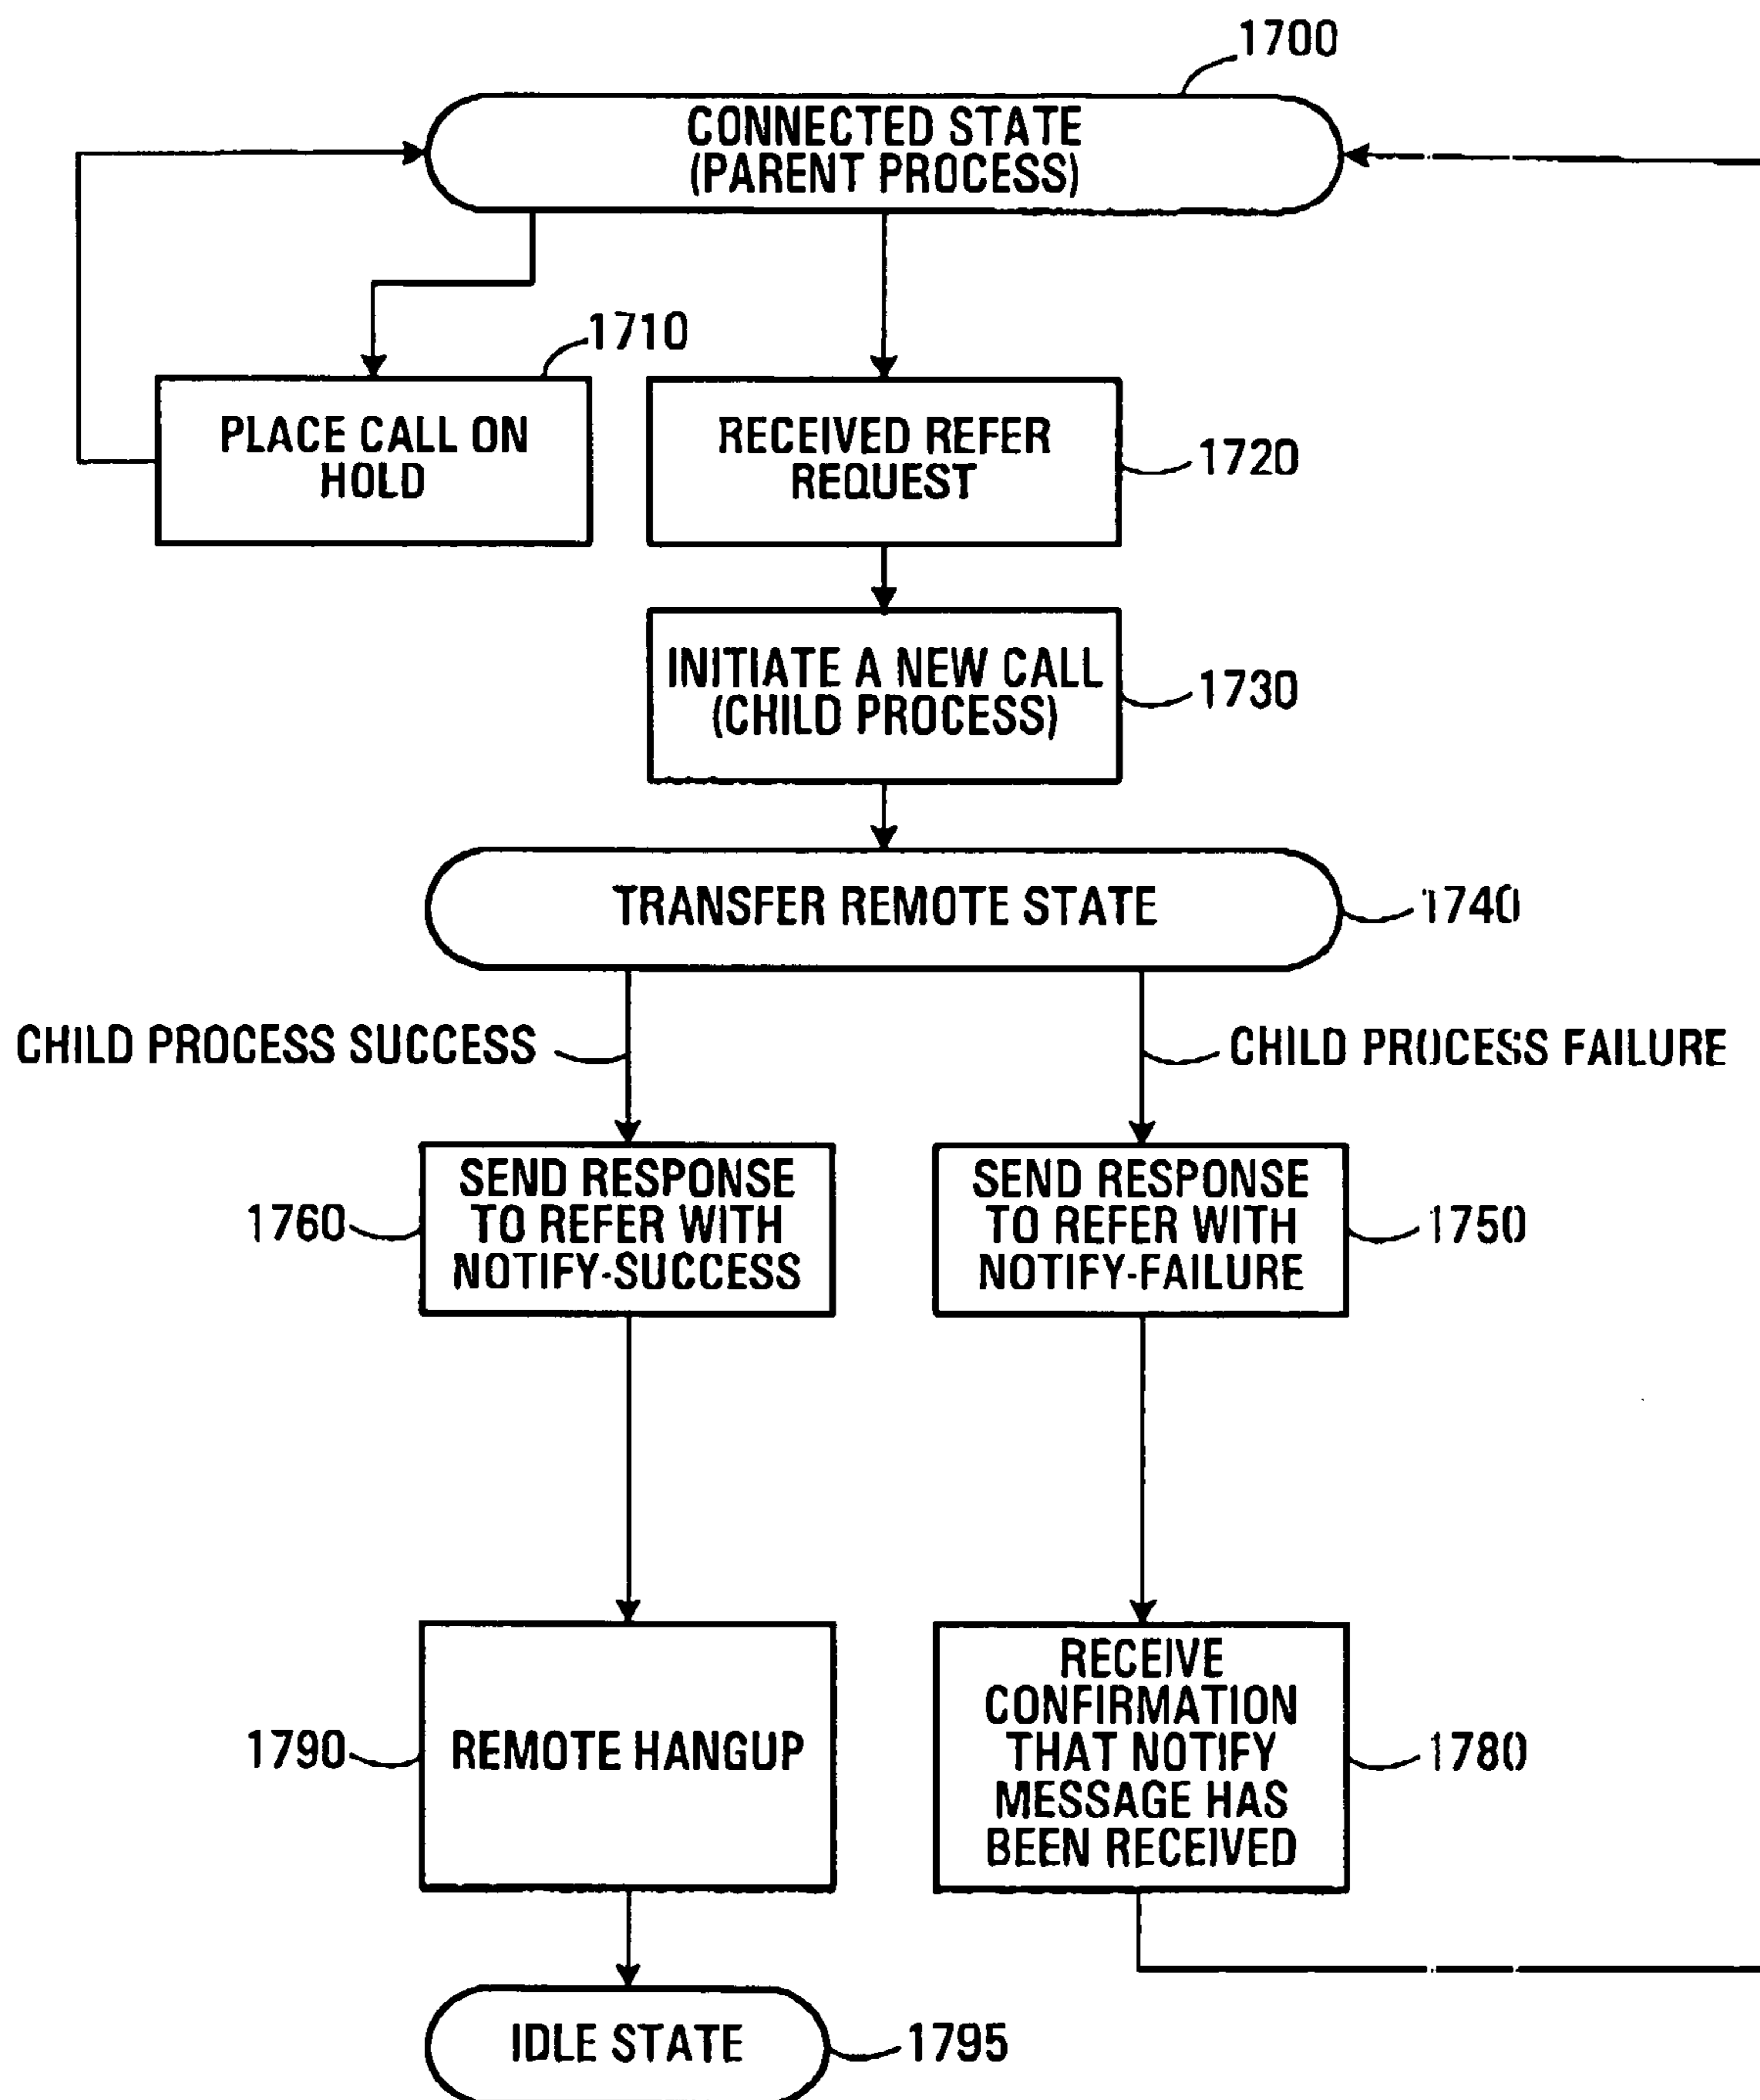 1700
CONNECTED STATE
(PARENT PROCESS)
1710
PLACE CALL ON
HOLD
RECEIVED REFER
REQUEST
1720
INITIATE A NEW CALL
(CHILD PROCESS)
1730
TRANSFER REMOTE STATE
1740
CHILD PROCESS SUCCESS
CHILD PROCESS FAILURE
1760
SEND RESPONSE
TO REFER WITH
NOTIFY-SUCCESS
SEND RESPONSE
TO REFER WITH
NOTIFY-FAILURE
1750
1790
REMOTE HANGUP
RECEIVE
CONFIRMATION
THAT NOTIFY
MESSAGE HAS
BEEN RECEIVED
1780
IDLE STATE
1795